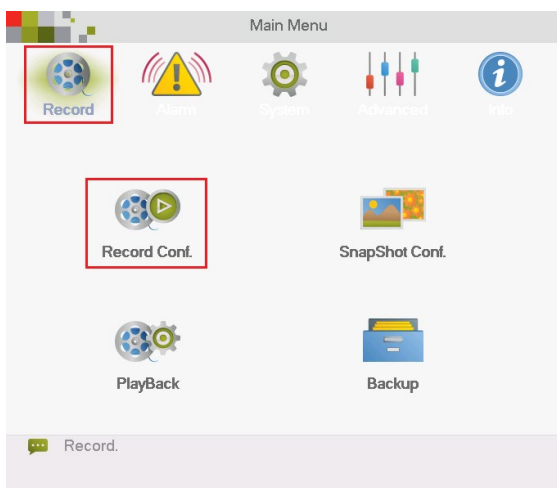 Main Menu
Record Alarm System Advanced Info
Record Conf. SnapShot Conf.
PlayBack Backup
Record.